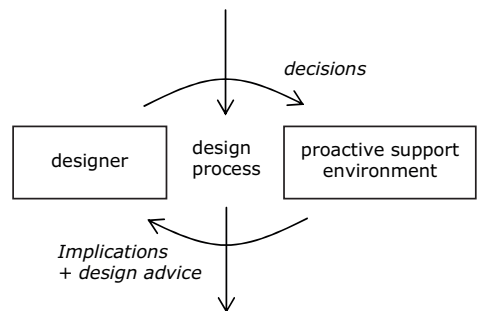 decisions
designer
design
process
proactive support
environment
Implications
+ design advice